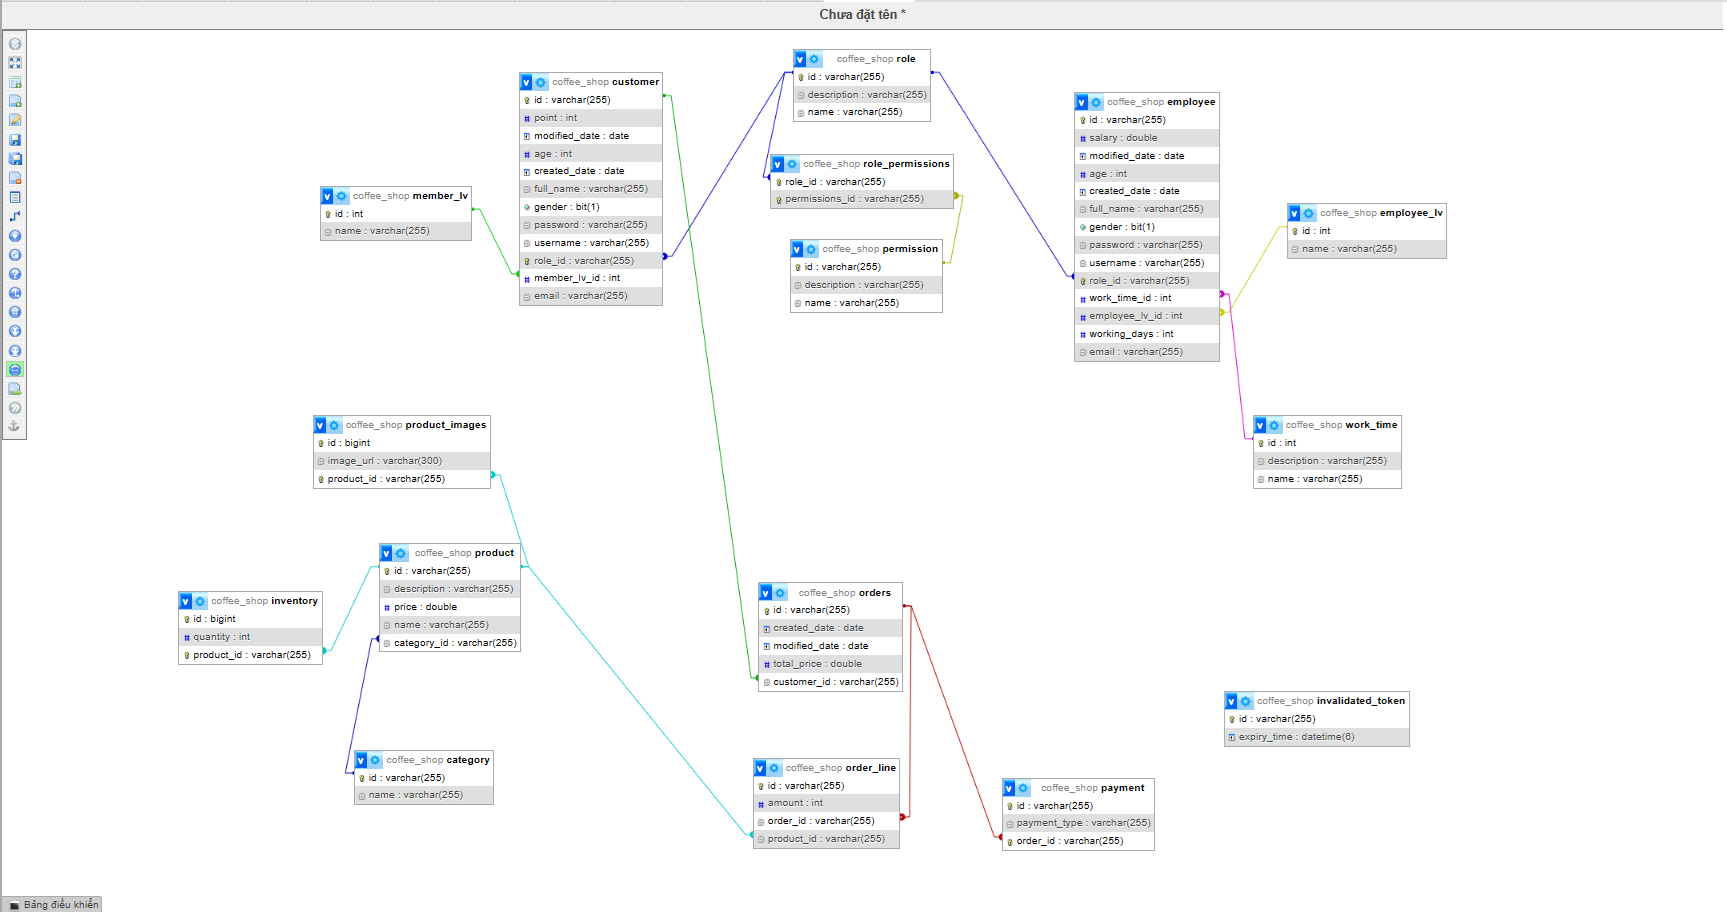 Chưa đặt tên *
coffee_shop customer
id : varchar(255)
point : int
modified_date : date
age : int
created_date : date
full_name : varchar(255)
gender : bit(1)
password : varchar(255)
username : varchar(255)
role_id : varchar(255)
member_lv_id : int
email : varchar(255)
coffee_shop role
id : varchar(255)
description : varchar(255)
name : varchar(255)
coffee_shop employee
id : varchar(255)
salary : double
modified_date : date
age : int
created_date : date
full_name : varchar(255)
gender : bit(1)
password : varchar(255)
username : varchar(255)
role_id : varchar(255)
work_time_id : int
employee_lv_id : int
working_days : int
email : varchar(255)
coffee_shop role_permissions
role_id : varchar(255)
permissions_id : varchar(255)
coffee_shop member_lv
id : int
name : varchar(255)
coffee_shop employee_lv
id : int
name : varchar(255)
coffee_shop permission
id : varchar(255)
description : varchar(255)
name : varchar(255)
coffee_shop product_images
id : bigint
image_url : varchar(300)
product_id : varchar(255)
coffee_shop work_time
id : int
description : varchar(255)
name : varchar(255)
coffee_shop product
id : varchar(255)
description : varchar(255)
price : double
name : varchar(255)
category_id : varchar(255)
coffee_shop inventory
id : bigint
quantity : int
product_id : varchar(255)
coffee_shop orders
id : varchar(255)
created_date : date
modified_date : date
total_price : double
customer_id : varchar(255)
coffee_shop invalidated_token
id : varchar(255)
expiry_time : datetime(6)
coffee_shop category
id : varchar(255)
name : varchar(255)
coffee_shop order_line
id : varchar(255)
amount : int
order_id : varchar(255)
product_id : varchar(255)
coffee_shop payment
id : varchar(255)
payment_type : varchar(255)
order_id : varchar(255)
Bảng điều khiển